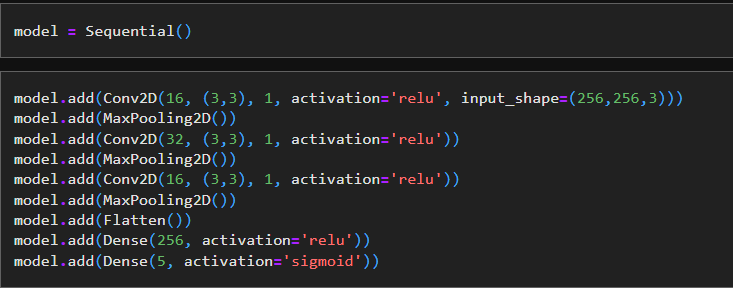 model = Sequential()
model.add(Conv2D(16, (3,3), 1, activation='relu', input_shape=(256,256,3)))
model.add(MaxPooling2D())
model.add(Conv2D(32, (3,3), 1, activation='relu'))
model.add(MaxPooling2D())
model.add(Conv2D(16, (3,3), 1, activation='relu'))
model.add(MaxPooling2D())
model.add(Flatten())
model.add(Dense(256, activation='relu'))
model.add(Dense(5, activation='sigmoid'))